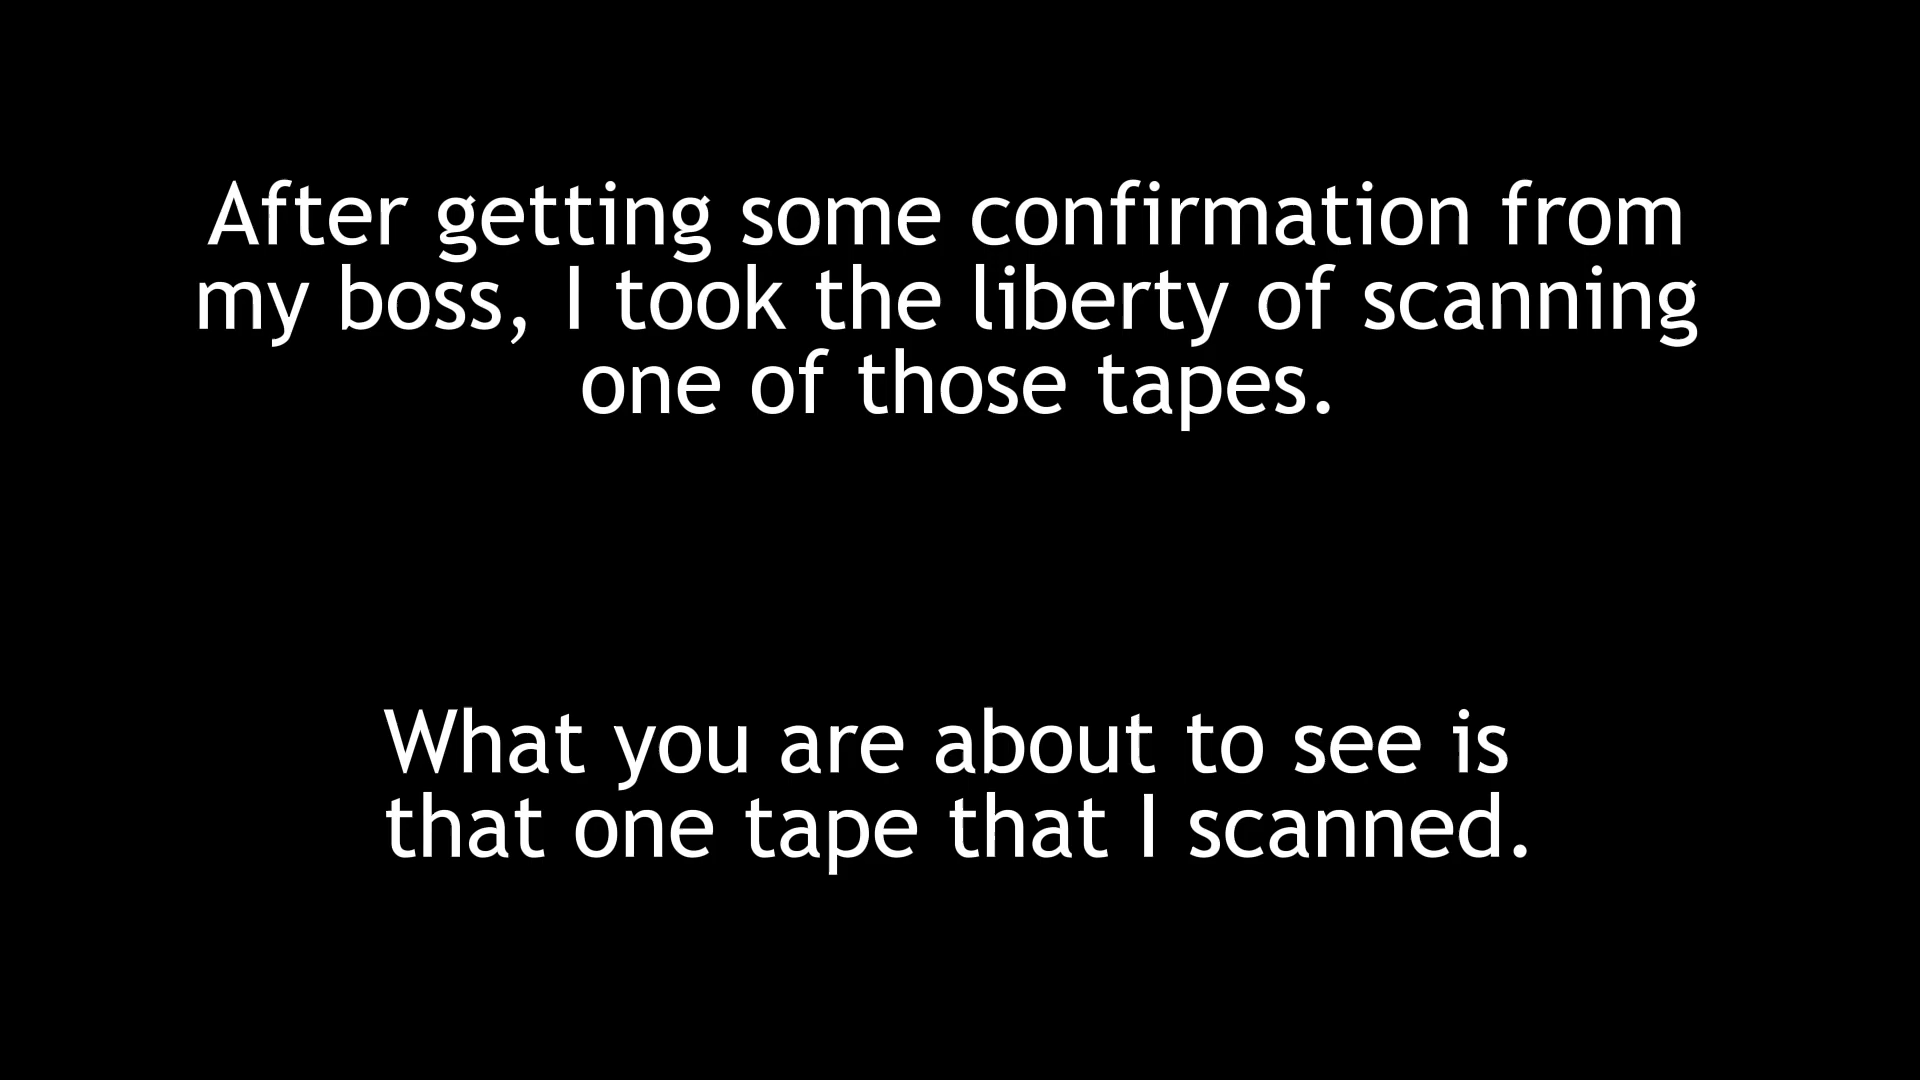 After getting some confirmation from
my boss, I took the liberty of scanning
one of those tapes.
What you are about to see is
that one tape that I scanned.